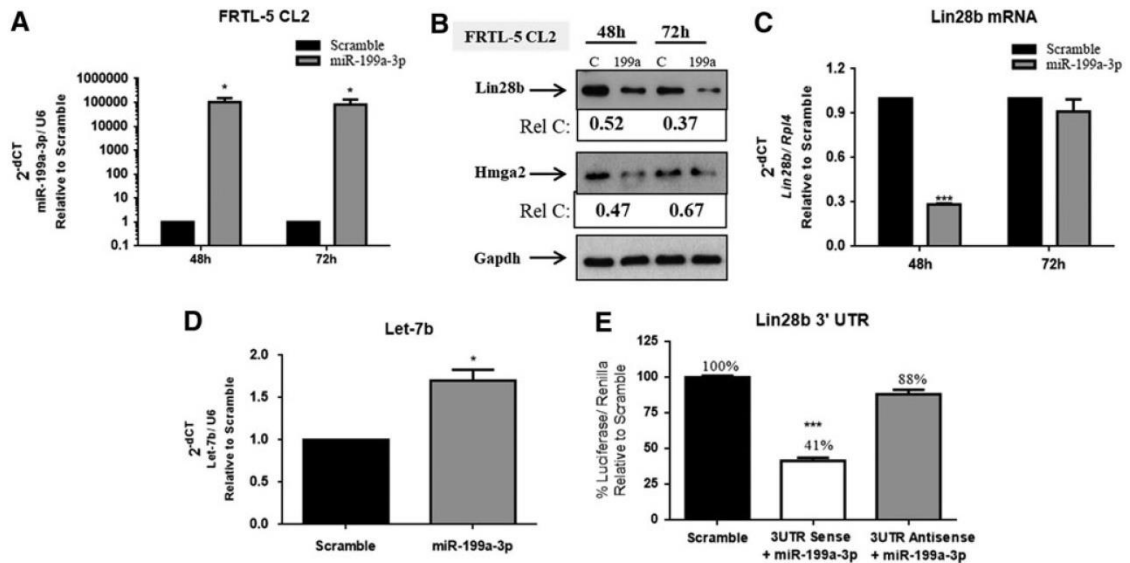 A
FRTL-5 CL2
Scramble
miR-199a-3p
2^-dCT
miR-199a-3p/ U6
Relative to Scramble
1000000
100000
10000
1000
100
10
1
0.1
*
*
48h
72h
B
FRTL-5 CL2
48h
72h
C
199a
C
199a
Lin28b
Rel C:
0.52
0.37
Hmga2
Rel C:
0.47
0.67
Gapdh
C
Lin28b mRNA
Scramble
miR-199a-3p
2^-dCT
Lin28b/ Rpl4
Relative to Scramble
1.2
0.9
0.6
0.3
0.0
***
48h
72h
D
Let-7b
2^-dCT
Let-7b/ U6
Relative to Scramble
2.0
1.5
1.0
0.5
0.0
*
Scramble
miR-199a-3p
E
Lin28b 3' UTR
% Luciferase/ Renilla
Relative to Scramble
125
100
75
50
25
0
100%
***
41%
88%
Scramble
3UTR Sense
+ miR-199a-3p
3UTR Antisense
+ miR-199a-3p